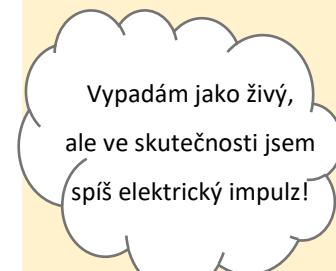 Vypadám jako živý,
ale ve skutečnosti jsem
spíš elektrický impulz!